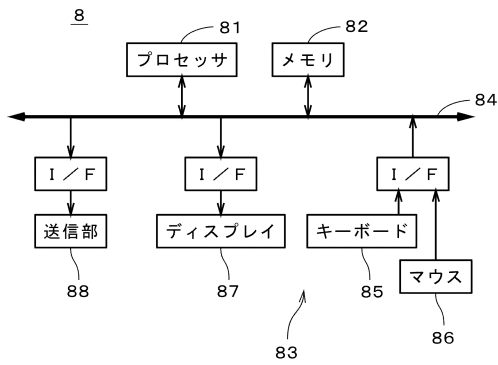 8
81
82
プロセッサ
メモリ
84
I/F
I/F
I/F
送信部
ディスプレイ
キーボード
マウス
88
87
85
86
83